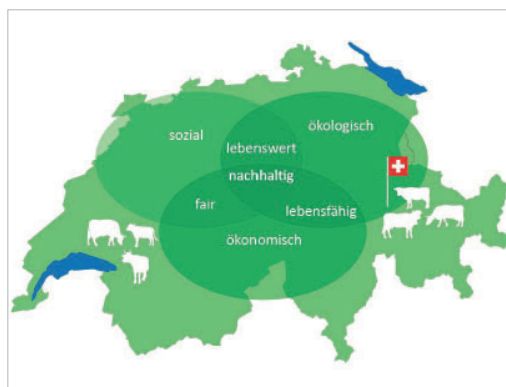 sozial
ökologisch
lebenswert
nachhaltig
fair
lebensfähig
ökonomisch